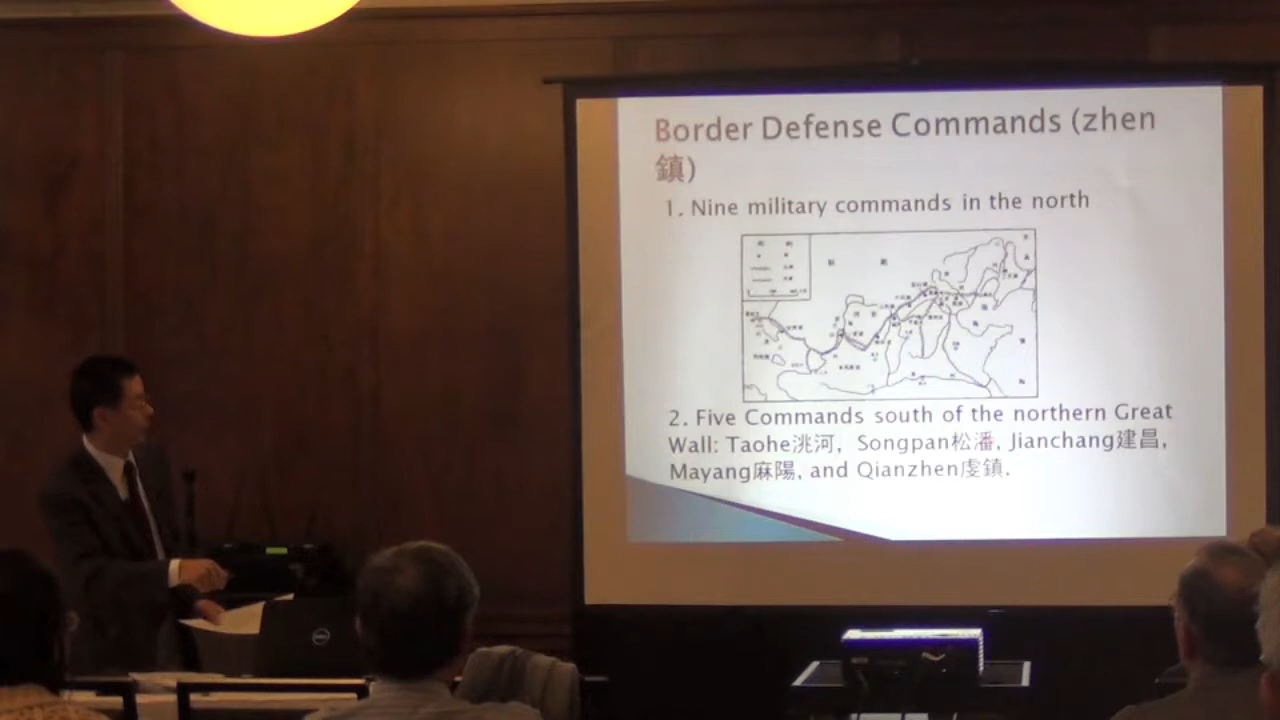 Border Defense Commands (zhen
鎮)
1. Nine military commands in the north
2. Five Commands south of the northern Great
Wall: Taohe洮河, Songpan松潘, Jianchang建昌,
Mayang麻陽, and Qianzhen虔鎮.
DELL